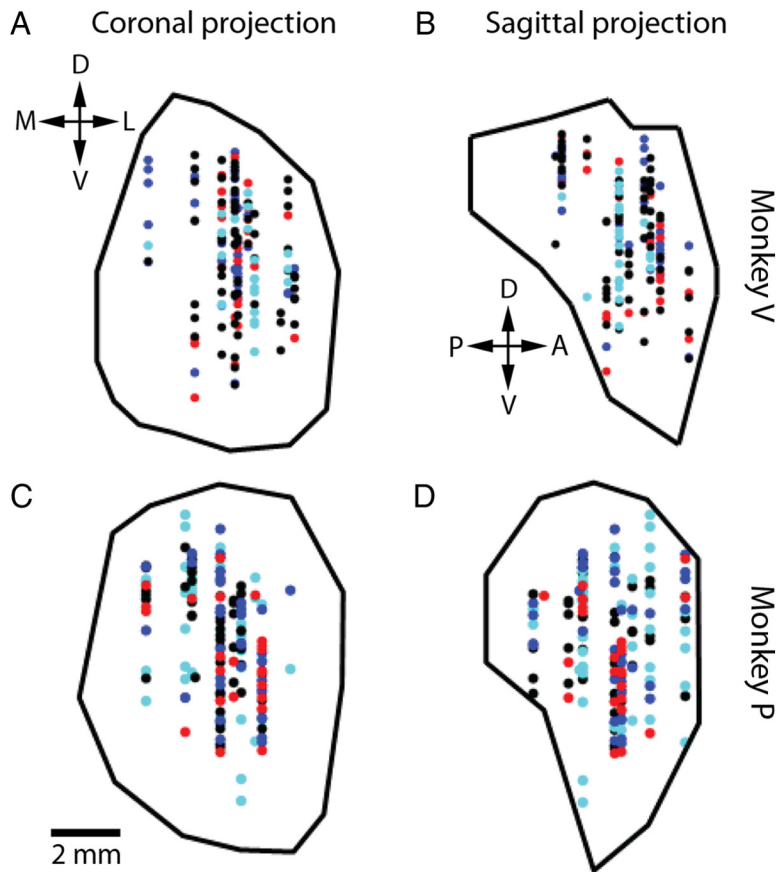 A Coronal projection
B Sagittal projection
D
M L
V
D
P A
V
Monkey V
C
D
Monkey P
2 mm